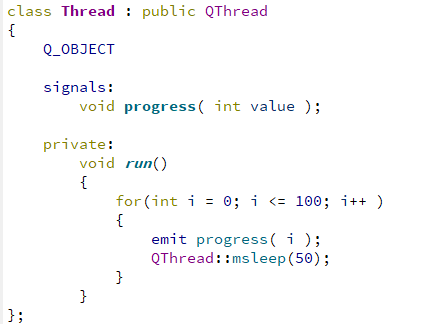 class Thread : public QThread
{
    Q_OBJECT

    signals:
        void progress( int value );

    private:
        void run()
        {
            for(int i = 0; i <= 100; i++ )
            {
                emit progress( i );
                QThread::msleep(50);
            }
        }
};